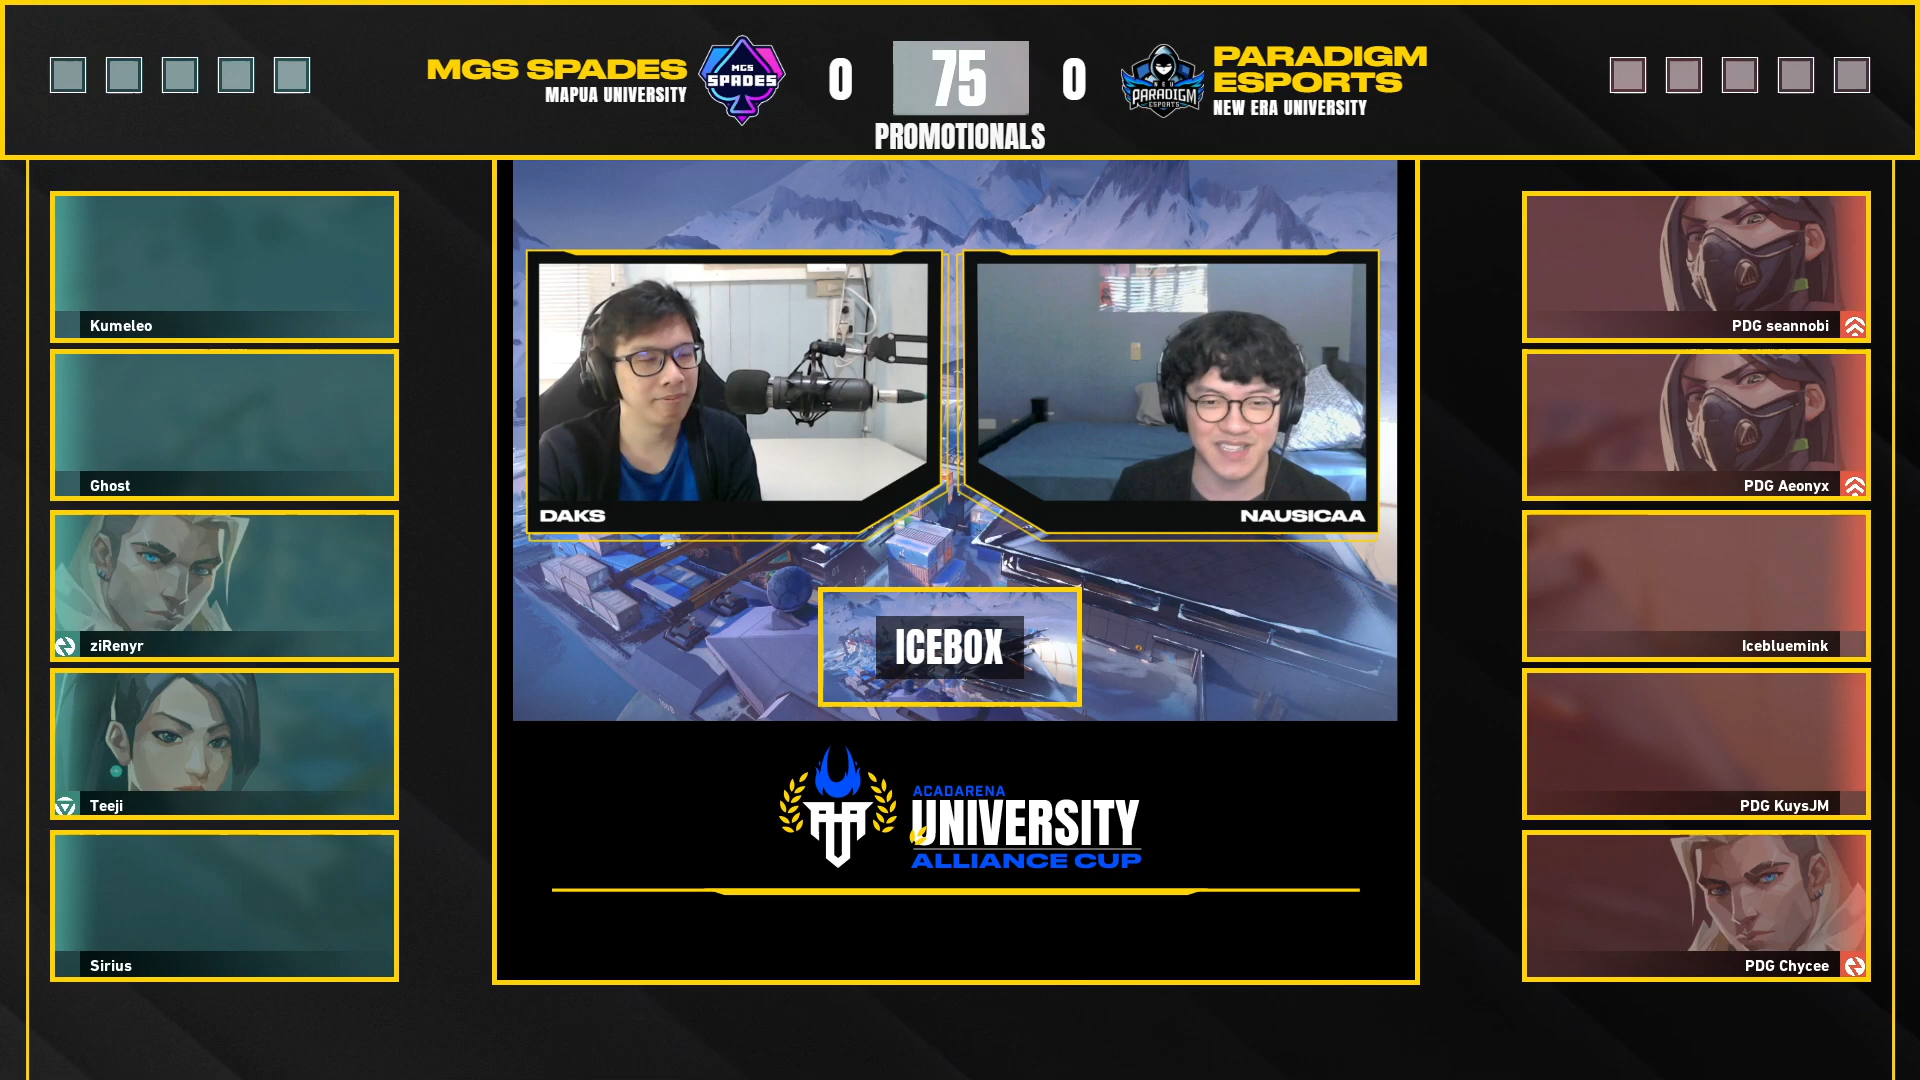 MGS SPADES
MAPUA UNIVERSITY
MGS
SPADES
0
75
0
PROMOTIONALS
NEU
PARADIGM
ESPORTS
PARADIGM
ESPORTS
NEW ERA UNIVERSITY
Kumeleo
Ghost
ziRenyr
Teeji
Sirius
DAKS
NAUSICAA
ICEBOX
ACADARENA
UNIVERSITY
ALLIANCE CUP
PDG seannobi
PDG Aeonyx
Icebluemink
PDG KuysJM
PDG Chycee